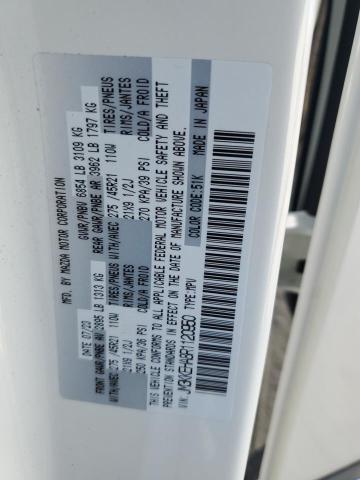 MFD. BY MAZDA MOTOR CORPORATION
DATE 07/22 GVWR/PNBV 6854 LB 3109 KG
FRONT GAWR/PNBE AV 2895 LB 1313 KG REAR GAWR/PNBE AR 3962 LB 1797 KG
WITH/AVEC 275/45R21 110W TIRES/PNEUS WITH/AVEC 275/45R21 110W TIRES/PNEUS
21X9 1/2J RIMS/JANTES 21X9 1/2J RIMS/JANTES
250 KPA/36 PSI COLD/A FROID 270 KPA/39 PSI COLD/A FROID
THIS VEHICLE CONFORMS TO ALL APPLICABLE FEDERAL MOTOR VEHICLE SAFETY AND THEFT
PREVENTION STANDARDS IN EFFECT ON THE DATE OF MANUFACTURE SHOWN ABOVE.
VIN: TYPE:MPV COLOR CODE:51K MADE IN JAPAN